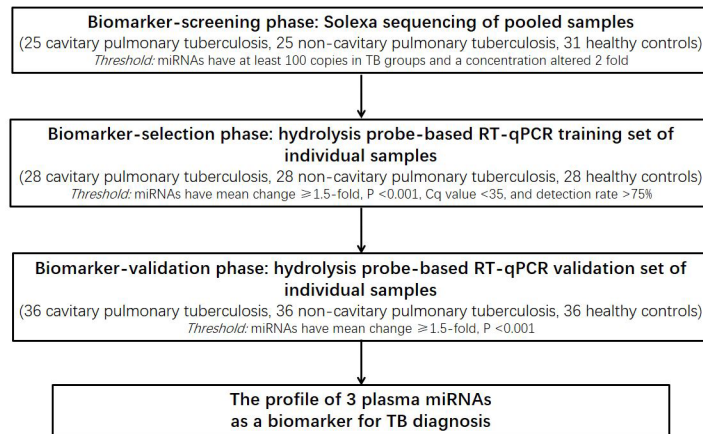 Biomarker-screening phase: Solexa sequencing of pooled samples
(25 cavitary pulmonary tuberculosis, 25 non-cavitary pulmonary tuberculosis, 31 healthy controls)
Threshold: miRNAs have at least 100 copies in TB groups and a concentration altered 2 fold
Biomarker-selection phase: hydrolysis probe-based RT-qPCR training set of
individual samples
(28 cavitary pulmonary tuberculosis, 28 non-cavitary pulmonary tuberculosis, 28 healthy controls)
Threshold: miRNAs have mean change ≥1.5-fold, P <0.001, Cq value <35, and detection rate >75%
Biomarker-validation phase: hydrolysis probe-based RT-qPCR validation set of
individual samples
(36 cavitary pulmonary tuberculosis, 36 non-cavitary pulmonary tuberculosis, 36 healthy controls)
Threshold: miRNAs have mean change ≥1.5-fold, P <0.001
The profile of 3 plasma miRNAs
as a biomarker for TB diagnosis